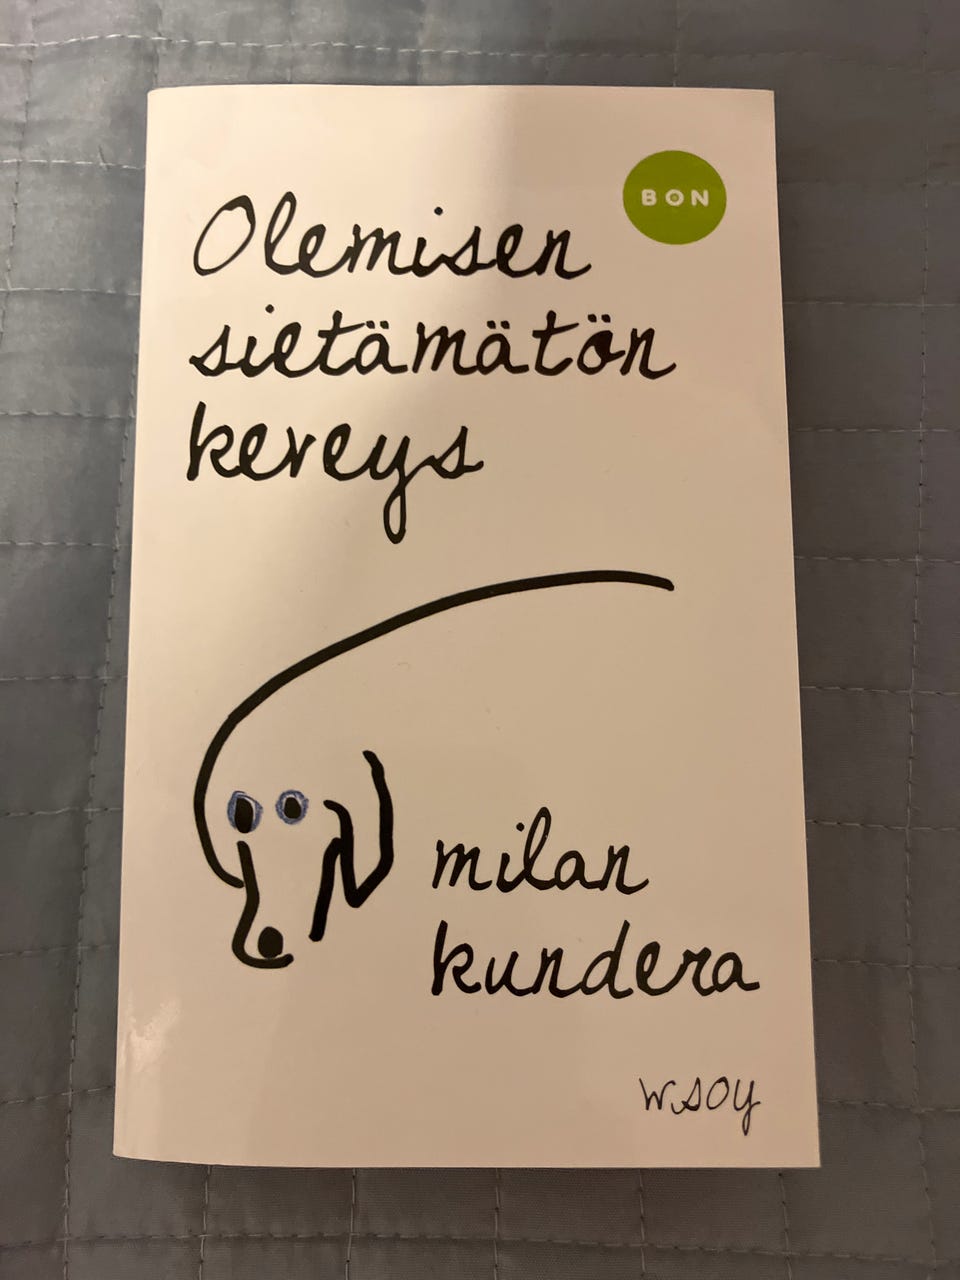 BON
Olemisen
sietämätön
keveys
milan
kundera
wsoy